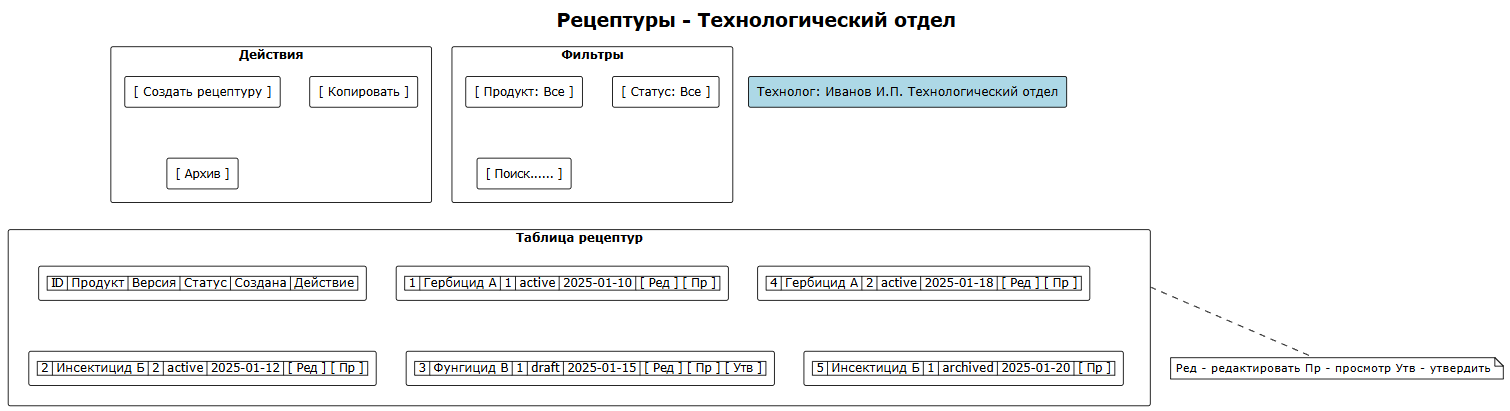 Рецептуры - Технологический отдел
Действия
[ Создать рецептуру ]
[ Копировать ]
[ Архив ]
Фильтры
[ Продукт: Все ]
[ Статус: Все ]
[ Поиск...... ]
Технолог: Иванов И.П. Технологический отдел
Таблица рецептур
ID | Продукт | Версия | Статус | Создана | Действие
1 | Гербицид А | 1 | active | 2025-01-10 | [ Ред ] [ Пр ]
4 | Гербицид А | 2 | active | 2025-01-18 | [ Ред ] [ Пр ]
2 | Инсектицид Б | 2 | active | 2025-01-12 | [ Ред ] [ Пр ]
3 | Фунгицид В | 1 | draft | 2025-01-15 | [ Ред ] [ Пр ] [ Утв ]
5 | Инсектицид Б | 1 | archived | 2025-01-20 | [ Пр ]
Ред - редактировать Пр - просмотр Утв - утвердить